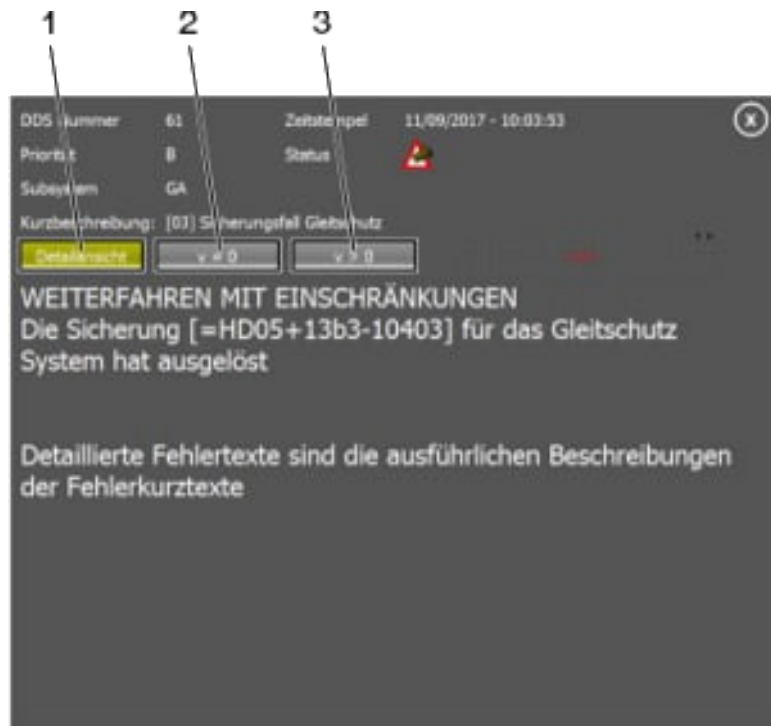 1 2 3
DDS Nummer 61 Zeitstempel 11/09/2017 - 10:03:53
Priorität B Status
Subsystem GA
Kurzbeschreibung: [03] Sicherungsfall Gleitschutz
Detailansicht v = 0 v > 0
WEITERFAHREN MIT EINSCHRÄNKUNGEN
Die Sicherung [=HD05+13b3-10403] für das Gleitschutz
System hat ausgelöst
Detaillierte Fehlertexte sind die ausführlichen Beschreibungen
der Fehlerkurztexte